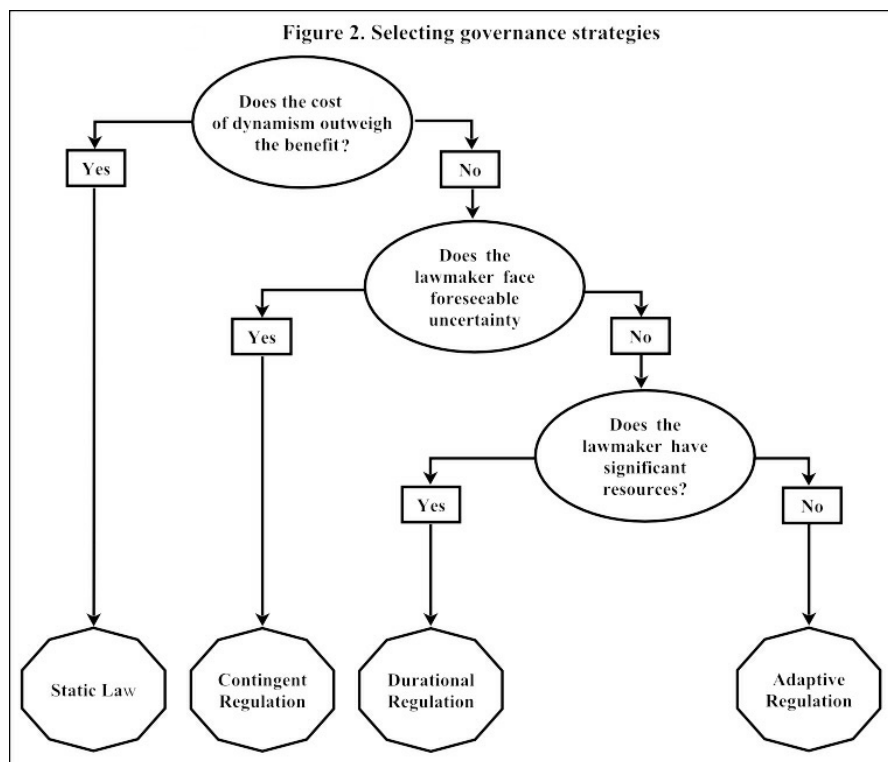 Figure 2. Selecting governance strategies
Does the cost
of dynamism outweigh
the benefit?
Yes
No
Does the
lawmaker face
foreseeable
uncertainty
Yes
No
Does the
lawmaker have
significant
resources?
Yes
No
Static Law
Contingent
Regulation
Durational
Regulation
Adaptive
Regulation